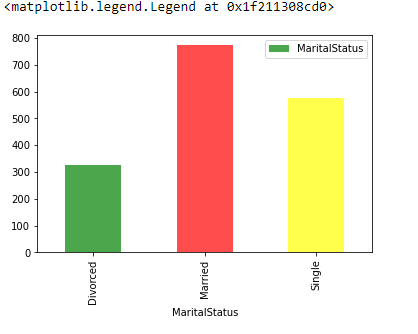 <matplotlib.legend.Legend at 0x1f211308cd0>
800
700
600
500
400
300
200
100
0
MaritalStatus
Divorced
Married
Single
MaritalStatus